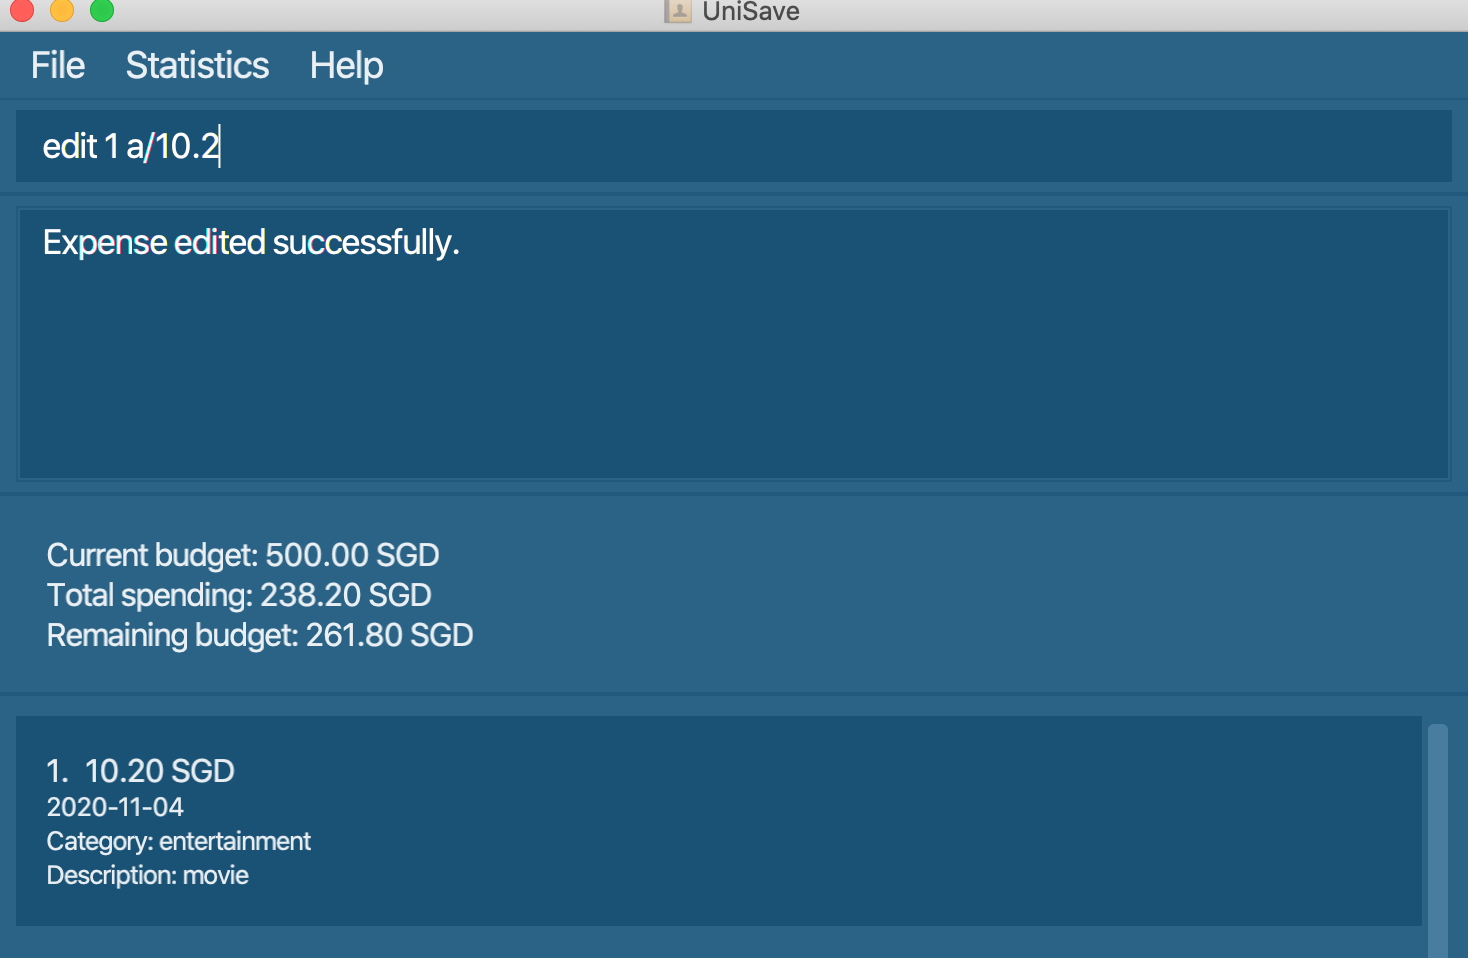 UniSave
File Statistics Help
edit 1 a/10.2
Expense edited successfully.
Current budget: 500.00 SGD
Total spending: 238.20 SGD
Remaining budget: 261.80 SGD
1. 10.20 SGD
2020-11-04
Category: entertainment
Description: movie